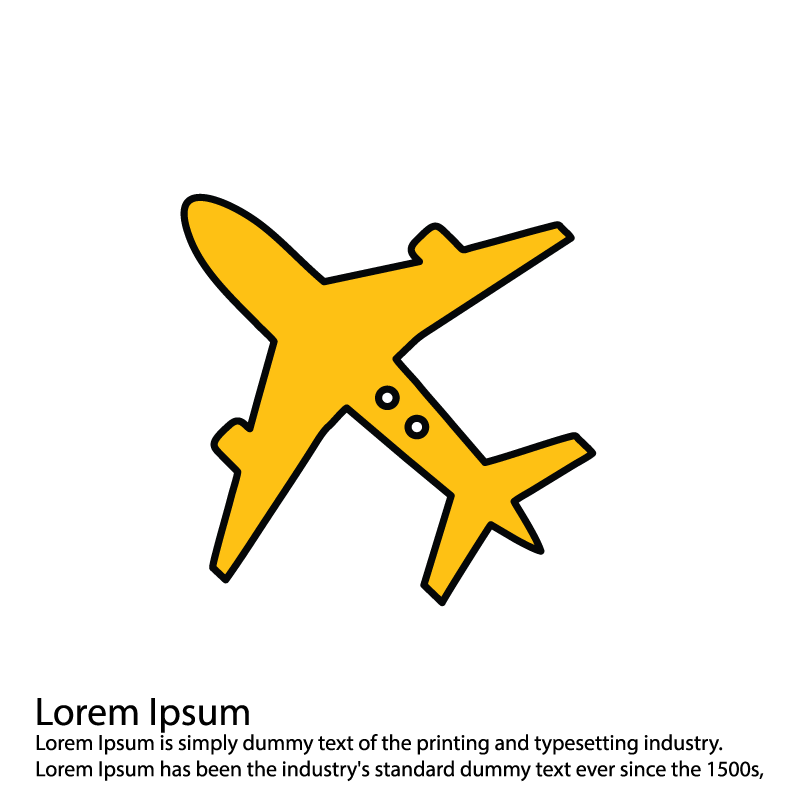 Lorem Ipsum
Lorem Ipsum is simply dummy text of the printing and typesetting industry.
Lorem Ipsum has been the industry's standard dummy text ever since the 1500s,